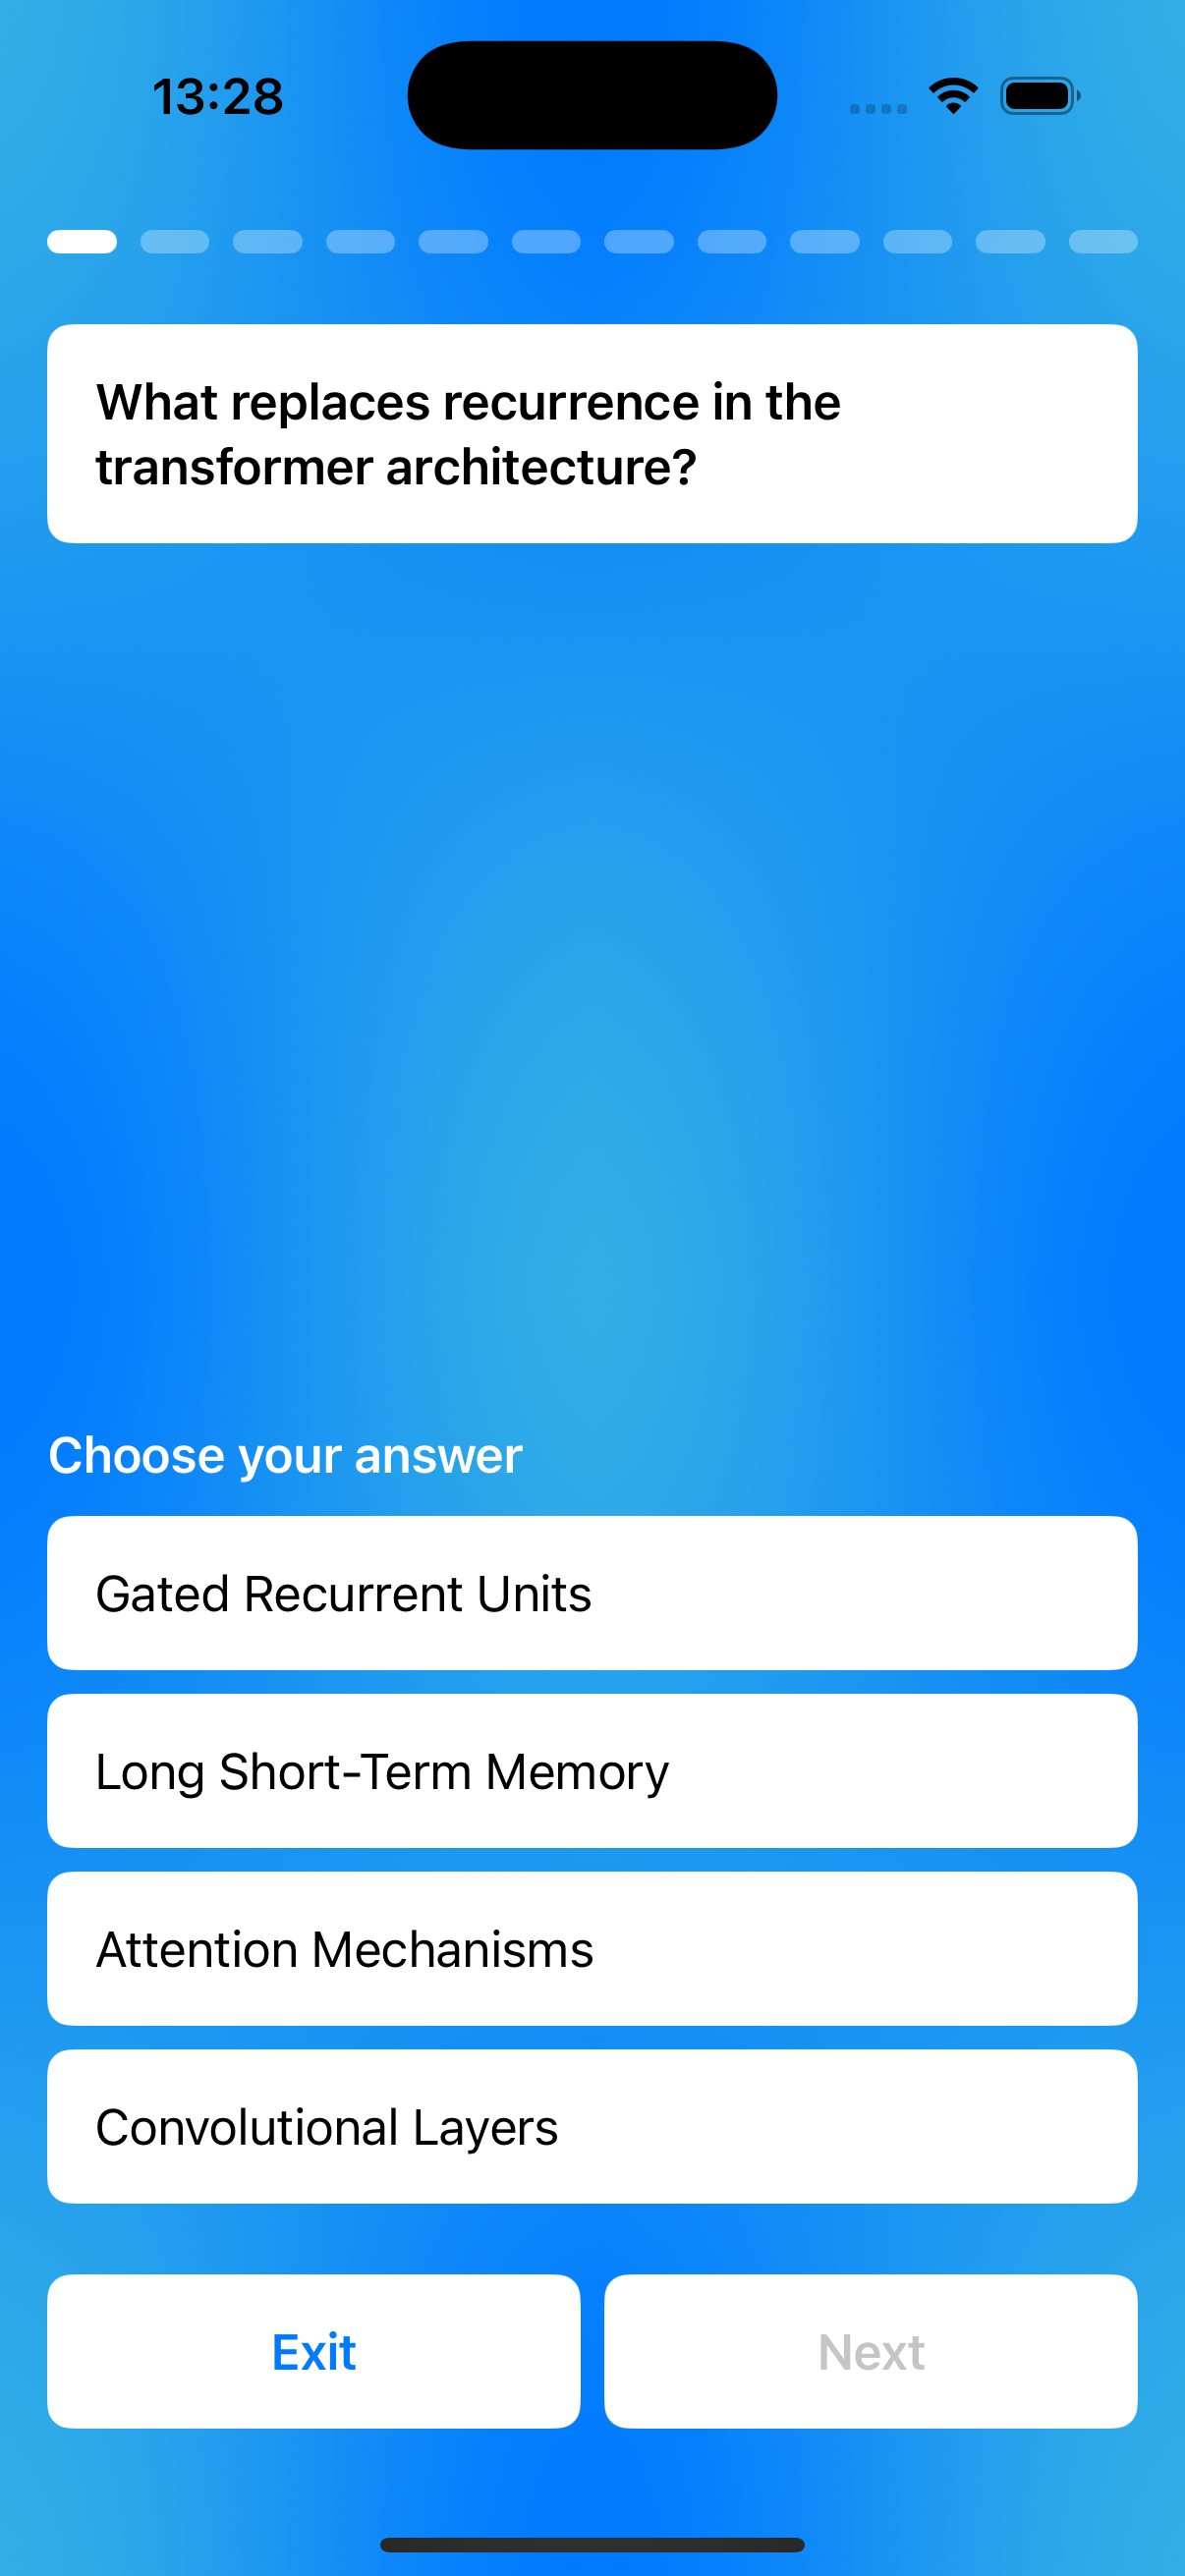 13:28
What replaces recurrence in the
transformer architecture?
Choose your answer
Gated Recurrent Units
Long Short-Term Memory
Attention Mechanisms
Convolutional Layers
Exit
Next